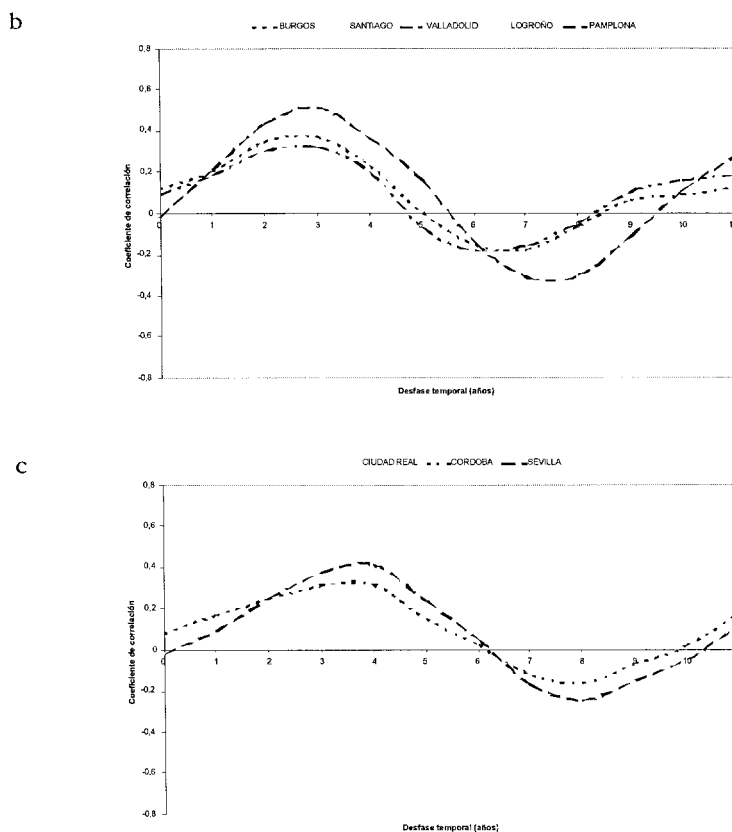 b
BURGOS SANTIAGO VALLADOLID LOGROÑO PAMPLONA
0,8
0,6
0,4
0,2
0
-0,2
-0,4
-0,6
-0,8
0 1 2 3 4 5 6 7 8 9 10 1
Coeficiente de correlación
Desfase temporal (años)
c
CIUDAD REAL CORDOBA SEVILLA
0,8
0,6
0,4
0,2
0
-0,2
-0,4
-0,6
-0,8
0 1 2 3 4 5 6 7 8 9 10
Coeficiente de correlación
Desfase temporal (años)